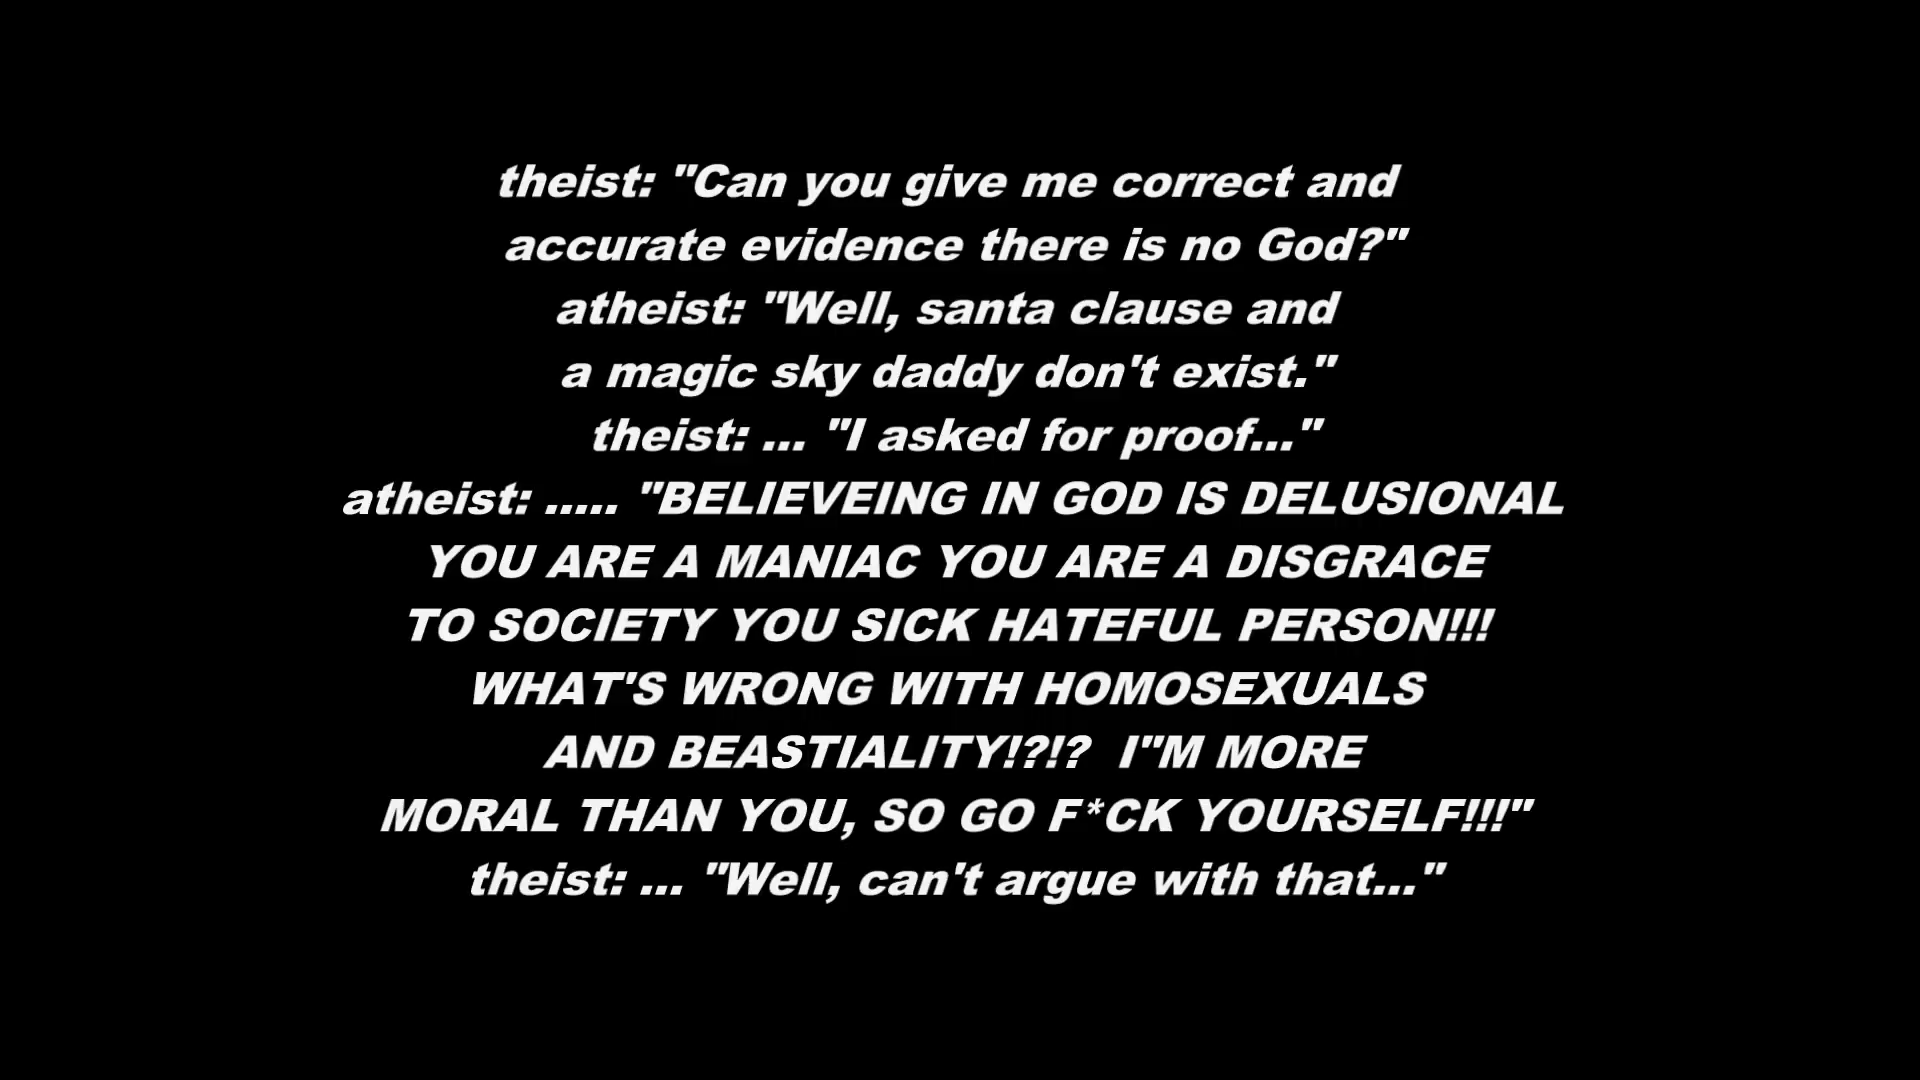 theist: "Can you give me correct and
accurate evidence there is no God?"
atheist: "Well, santa clause and
a magic sky daddy don't exist."
theist: ... "I asked for proof..."
atheist: ..... "BELIEVEING IN GOD IS DELUSIONAL
YOU ARE A MANIAC YOU ARE A DISGRACE
TO SOCIETY YOU SICK HATEFUL PERSON!!!
WHAT'S WRONG WITH HOMOSEXUALS
AND BEASTIALITY!?!?  I"M MORE
MORAL THAN YOU, SO GO F*CK YOURSELF!!!"
theist: ... "Well, can't argue with that..."